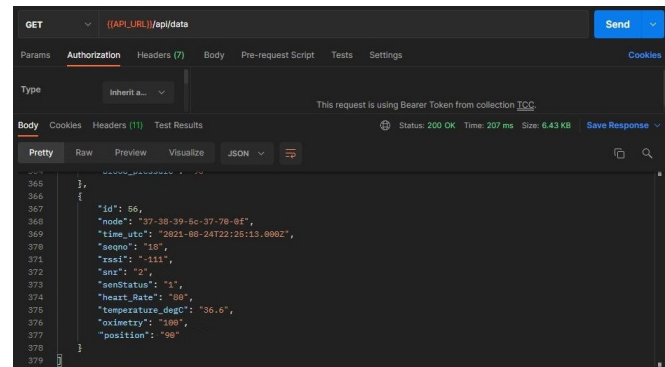 GET {{API_URL}}/api/data Send
Params Authorization Headers (7) Body Pre-request Script Tests Settings Cookies
Type Inherit a...
This request is using Bearer Token from collection TCC.
Body Cookies Headers (11) Test Results Status: 200 OK Time: 207 ms Size: 6.43 KB Save Response
Pretty Raw Preview Visualize JSON
365 },
366 {
367 "id": 56,
368 "node": "37-38-39-5c-37-70-0f",
369 "time_utc": "2021-08-24T22:25:13.000Z",
370 "seqno": "18",
371 "rssi": "-111",
372 "snr": "2",
373 "senStatus": "1",
374 "heart_Rate": "80",
375 "temperature_degC": "36.6",
376 "oximetry": "100",
377 "position": "90"
378 }
379 ]